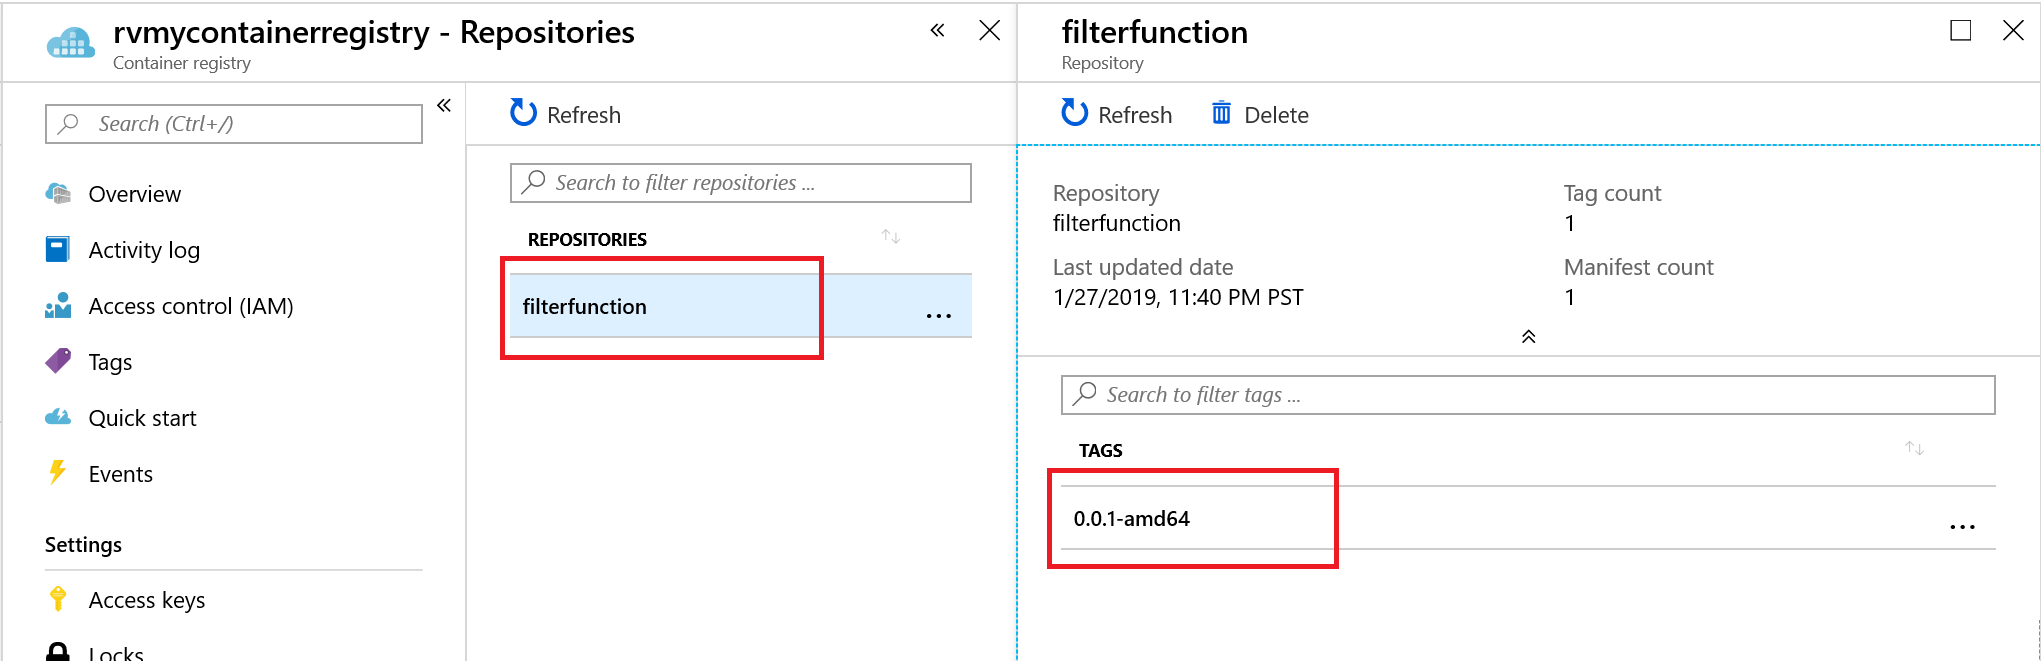 rvmycontainerregistry - Repositories
Container registry
Search (Ctrl+/)
Overview
Activity log
Access control (IAM)
Tags
Quick start
Events
Settings
Access keys
Locks
Refresh
Search to filter repositories ...
REPOSITORIES
filterfunction
...
filterfunction
Repository
Refresh
Delete
Repository
filterfunction
Tag count
1
Last updated date
1/27/2019, 11:40 PM PST
Manifest count
1
Search to filter tags ...
TAGS
0.0.1-amd64
...